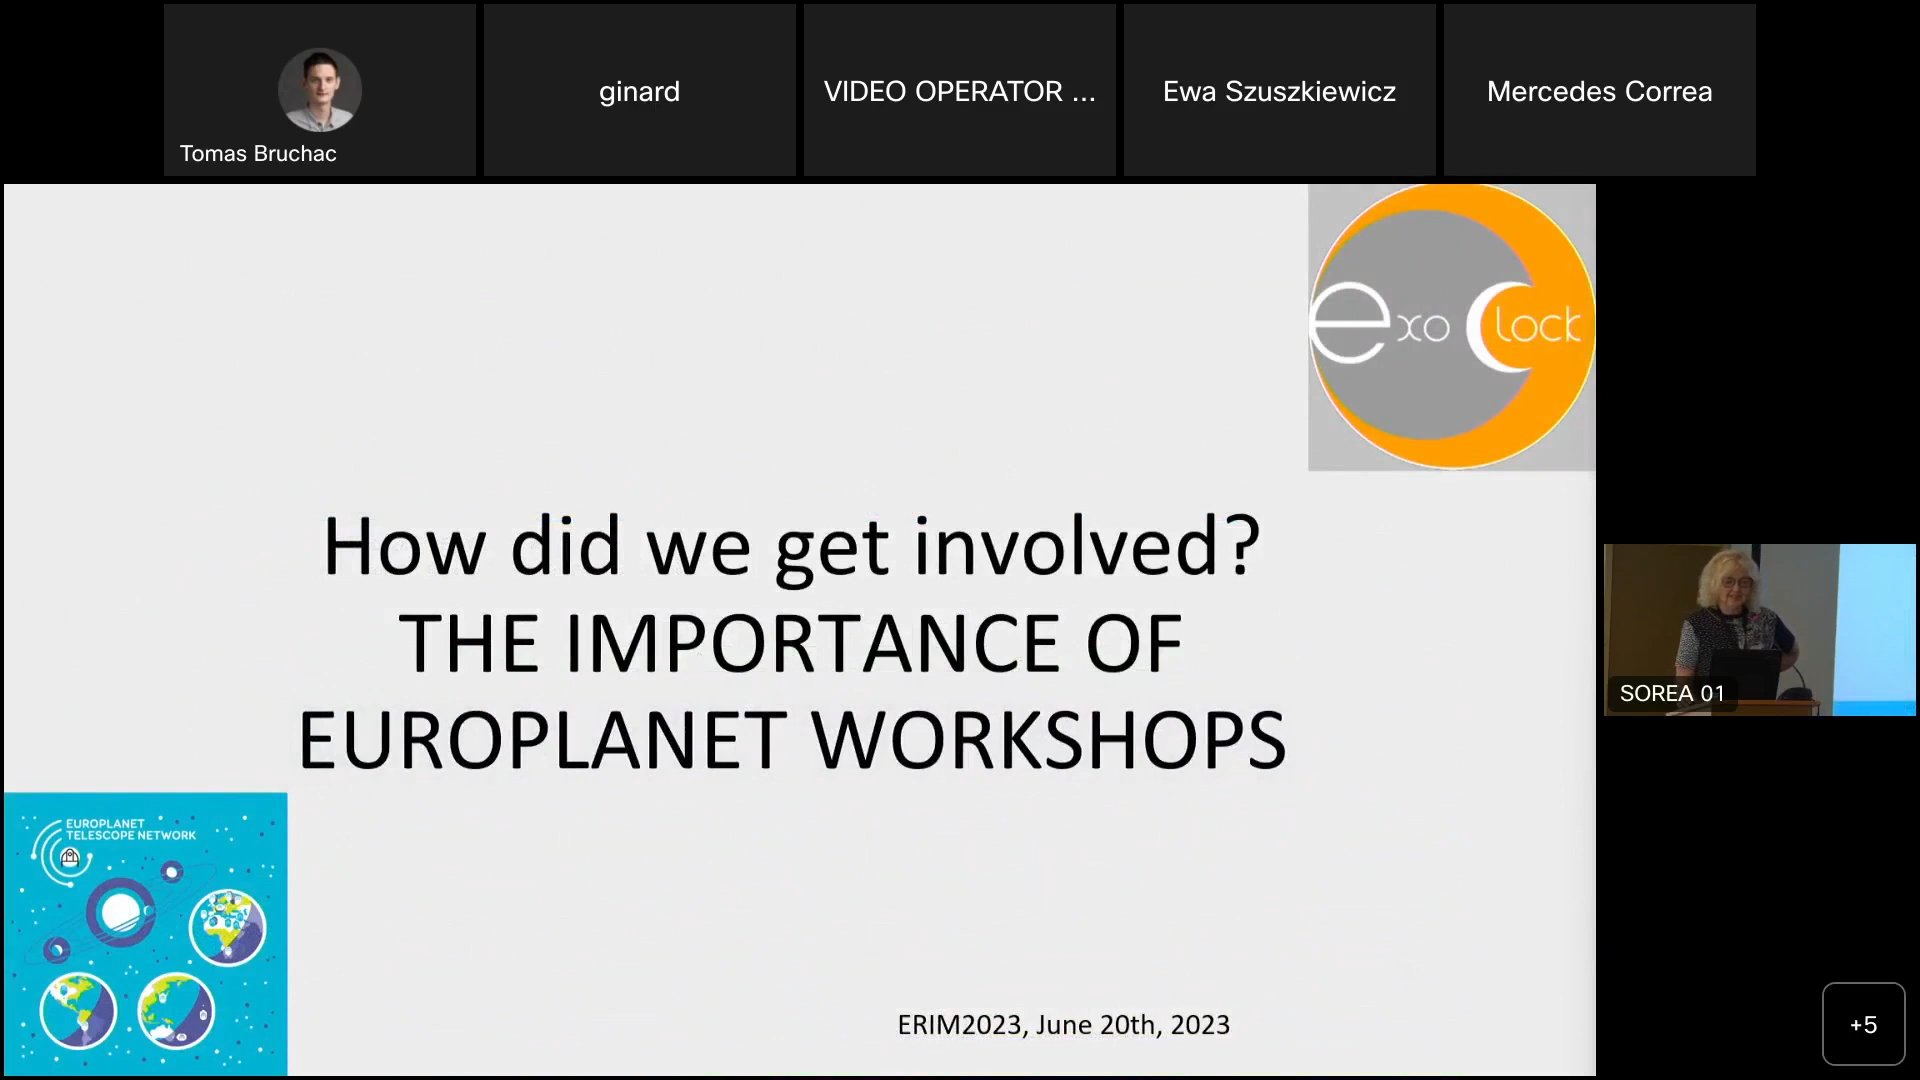 Tomas Bruchac
ginard
VIDEO OPERATOR ...
Ewa Szuszkiewicz
Mercedes Correa
exo Clock
How did we get involved?
THE IMPORTANCE OF
EUROPLANET WORKSHOPS
SOREA 01
EUROPLANET
TELESCOPE NETWORK
ERIM2023, June 20th, 2023
+5